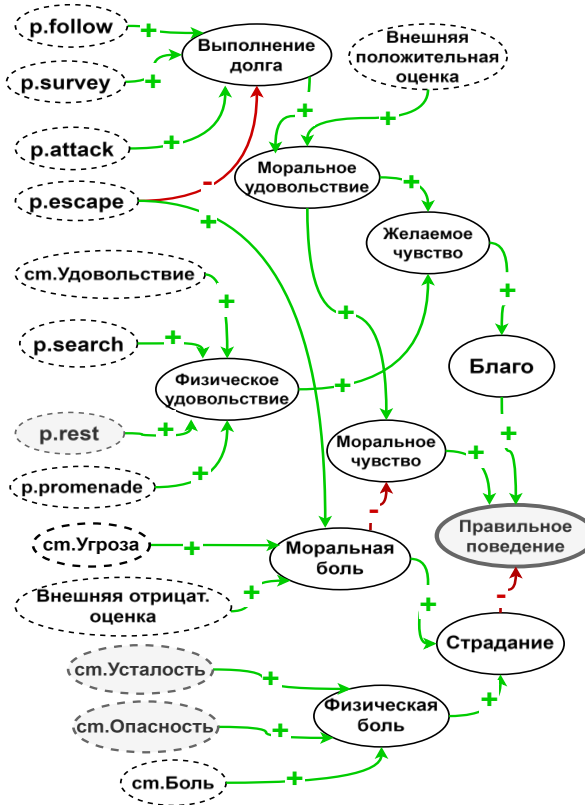 p.follow
+
Выполнение
долга
Внешняя
положительная
оценка
p.survey
+
+
+
p.attack
+
Моральное
удовольствие
-
+
p.escape
+
Желаемое
чувство
cm.Удовольствие
+
+
+
p.search
+
Физическое
удовольствие
+
Благо
p.rest
+
Моральное
чувство
+
+
p.promenade
+
-
Правильное
поведение
cm.Угроза
+
Моральная
боль
Внешняя отрицат.
оценка
+
+
-
Страдание
cm.Усталость
+
cm.Опасность
+
Физическая
боль
+
cm.Боль
+